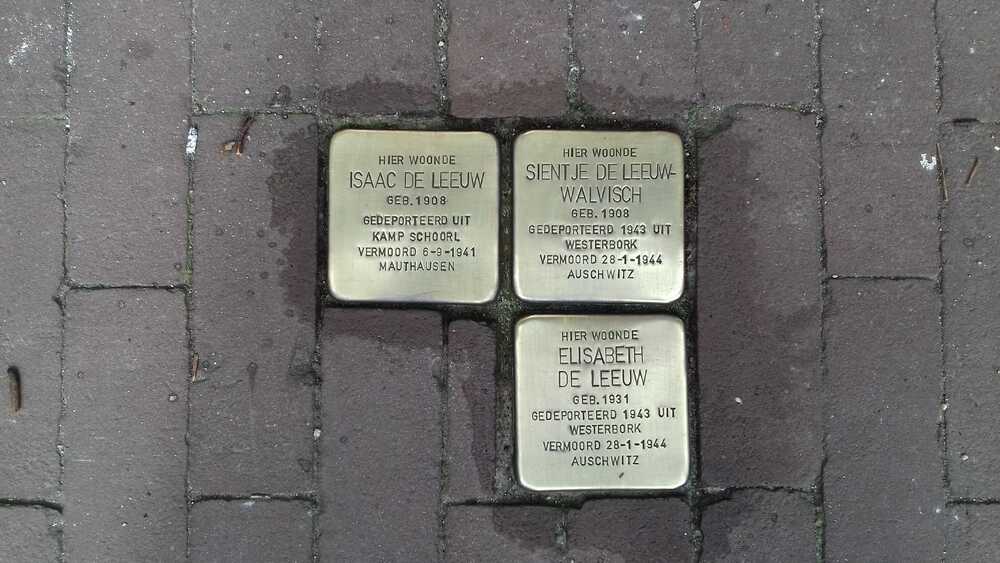 HIER WOONDE
ISAAC DE LEEUW
GEB. 1908
GEDEPORTEERD UIT
KAMP SCHOORL
VERMOORD 6-9-1941
MAUTHAUSEN
HIER WOONDE
SIENTJE DE LEEUW-
WALVISCH
GEB. 1908
GEDEPORTEERD 1943 UIT
WESTERBORK
VERMOORD 28-1-1944
AUSCHWITZ
HIER WOONDE
ELISABETH
DE LEEUW
GEB. 1931
GEDEPORTEERD 1943 UIT
WESTERBORK
VERMOORD 28-1-1944
AUSCHWITZ